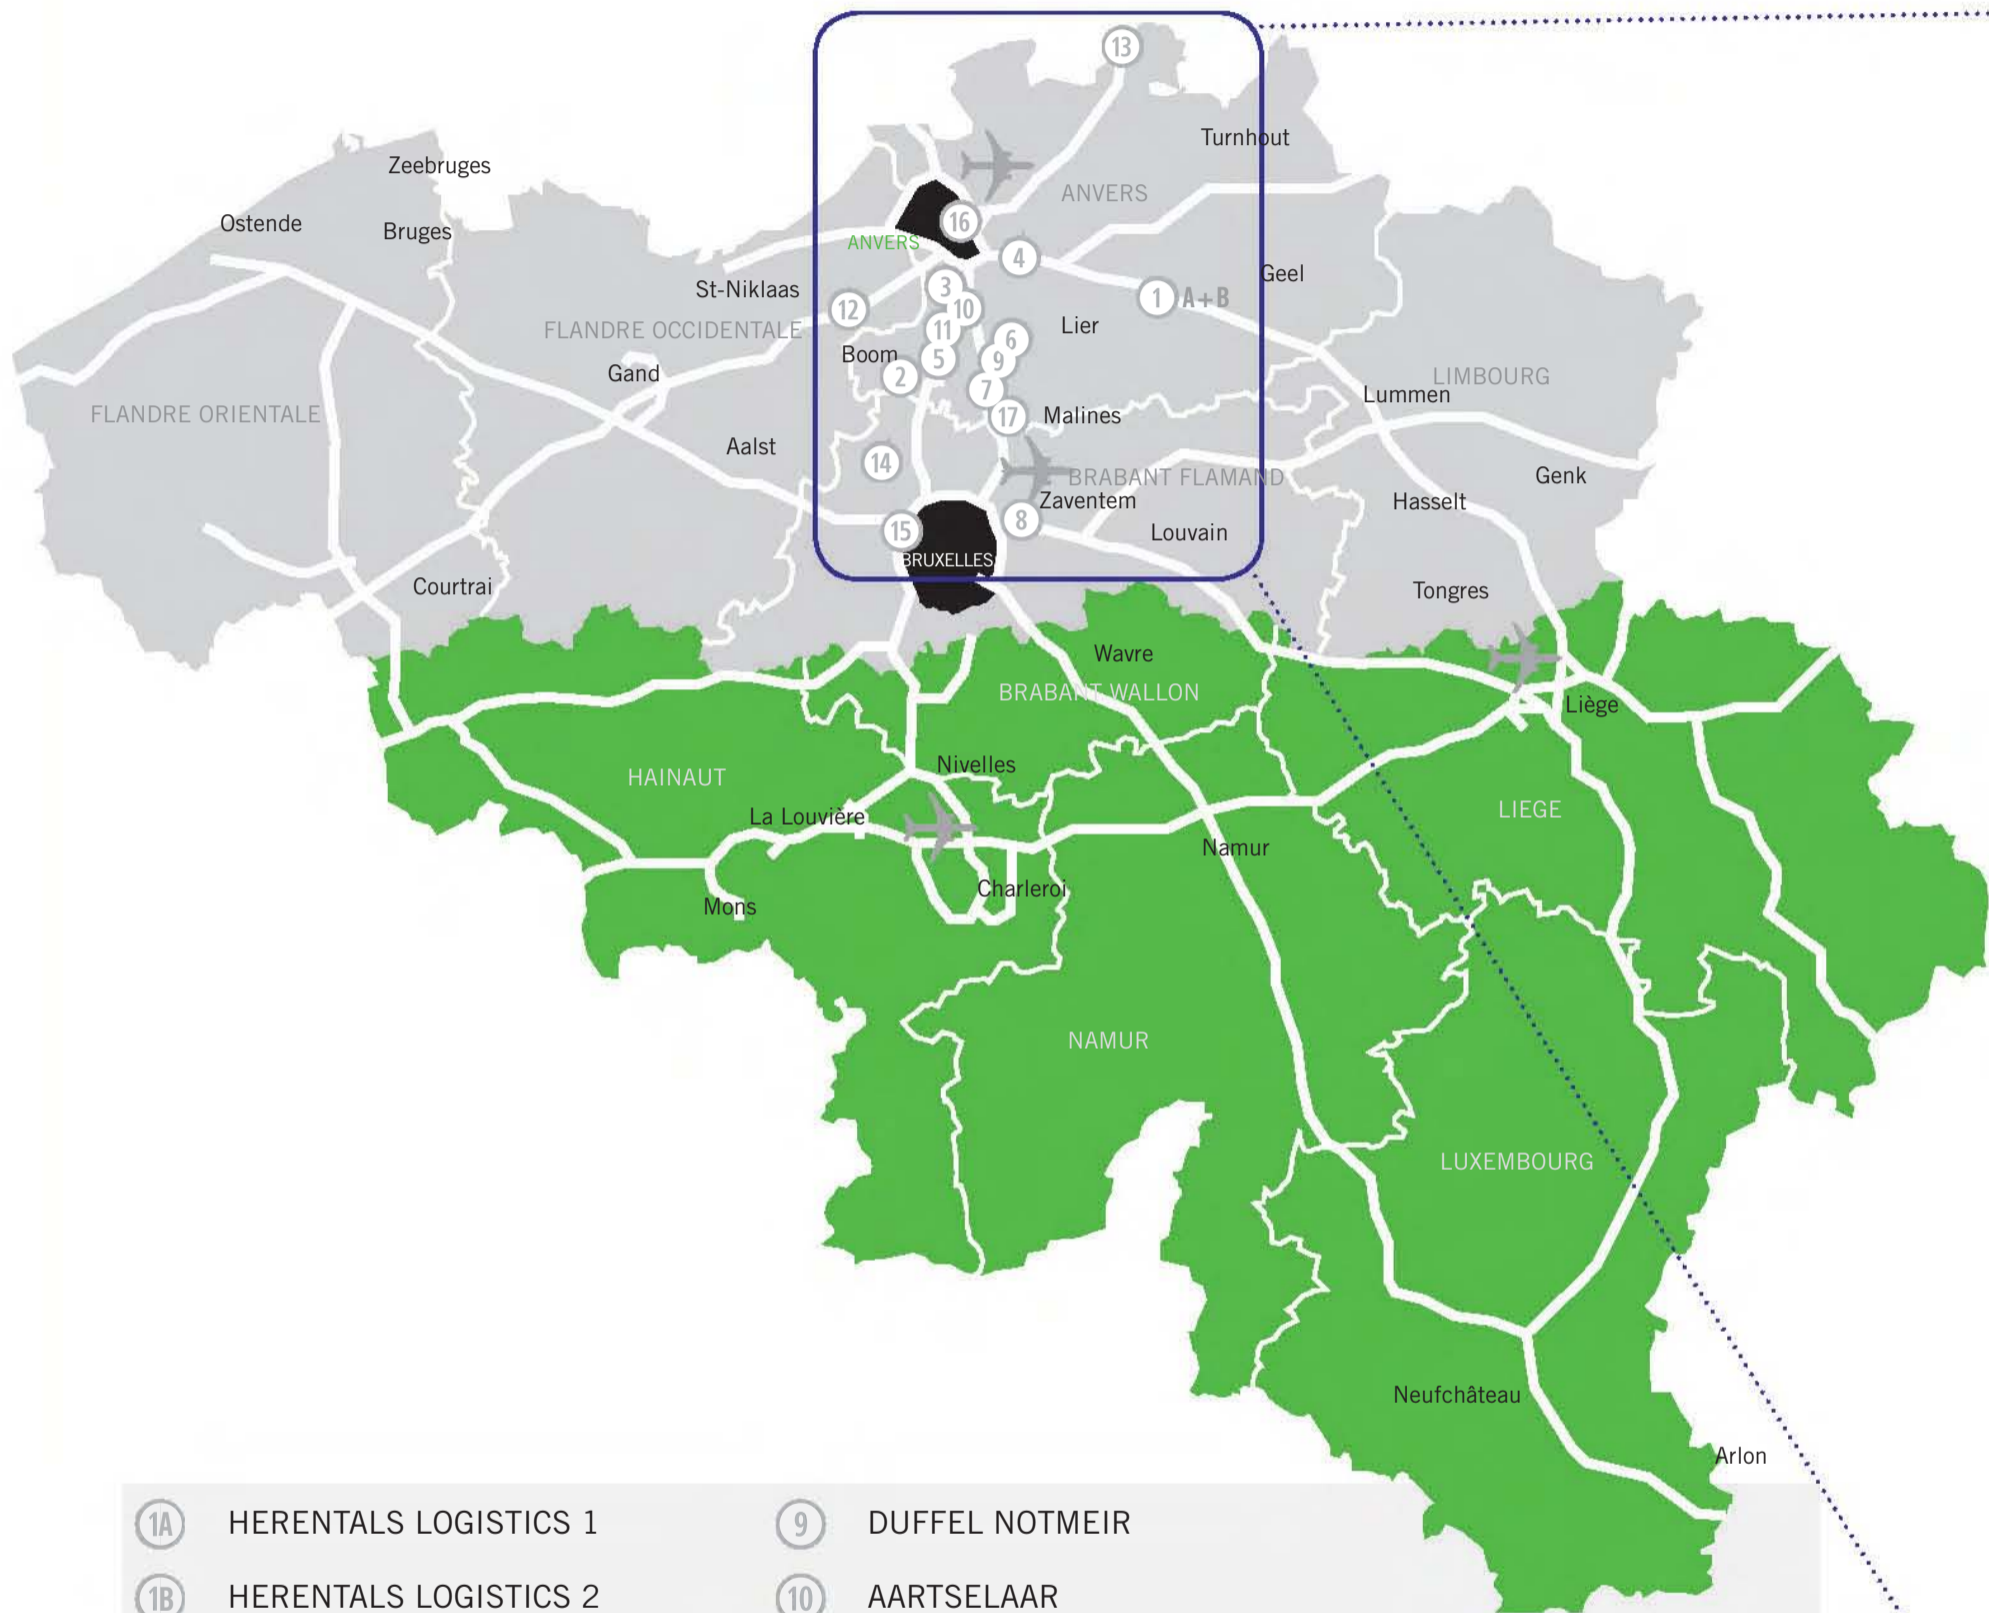 13
Turnhout
Zeebruges
ANVERS
Ostende
Bruges
16
ANVERS
4
Geel
St-Niklaas
3
1 A+B
12
10
FLANDRE OCCIDENTALE
11
Lier
6
Boom
5
9
Gand
2
LIMBOURG
7
Lummen
FLANDRE ORIENTALE
17
Malines
Aalst
14
BRABANT FLAMAND
Genk
Zaventem
Hasselt
8
15
Louvain
BRUXELLES
Courtrai
Tongres
Wavre
BRABANT WALLON
Liège
Nivelles
HAINAUT
LIEGE
La Louvière
Namur
Charleroi
Mons
NAMUR
LUXEMBOURG
Neufchâteau
Arlon
1A HERENTALS LOGISTICS 1
9 DUFFEL NOTMEIR
1B HERENTALS LOGISTICS 2
10 AARTSELAAR